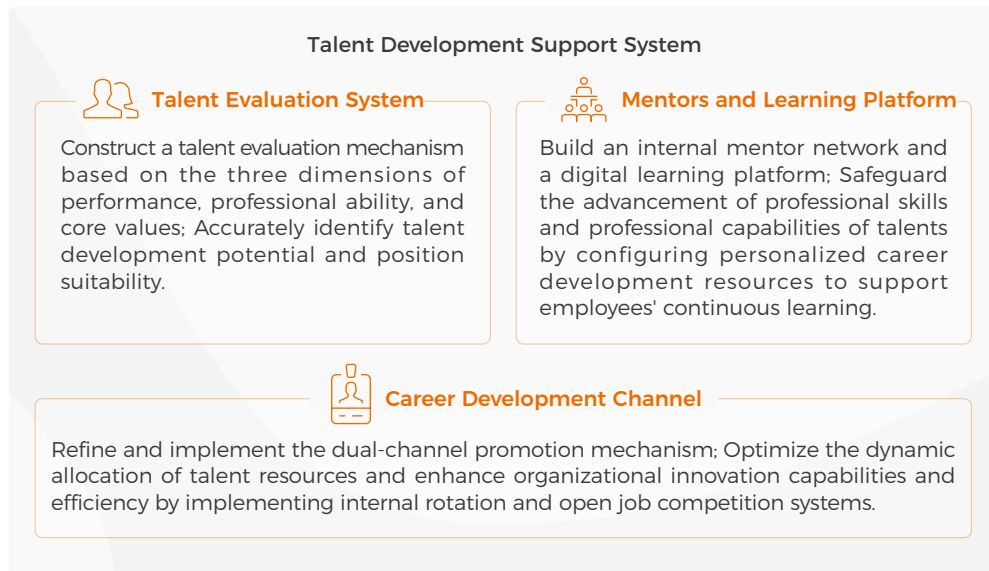 Talent Development Support System
Talent Evaluation System
Construct a talent evaluation mechanism
based on the three dimensions of
performance, professional ability, and
core values; Accurately identify talent
development potential and position
suitability.
Mentors and Learning Platform
Build an internal mentor network and
a digital learning platform; Safeguard
the advancement of professional skills
and professional capabilities of talents
by configuring personalized career
development resources to support
employees' continuous learning.
Career Development Channel
Refine and implement the dual-channel promotion mechanism; Optimize the dynamic
allocation of talent resources and enhance organizational innovation capabilities and
efficiency by implementing internal rotation and open job competition systems.